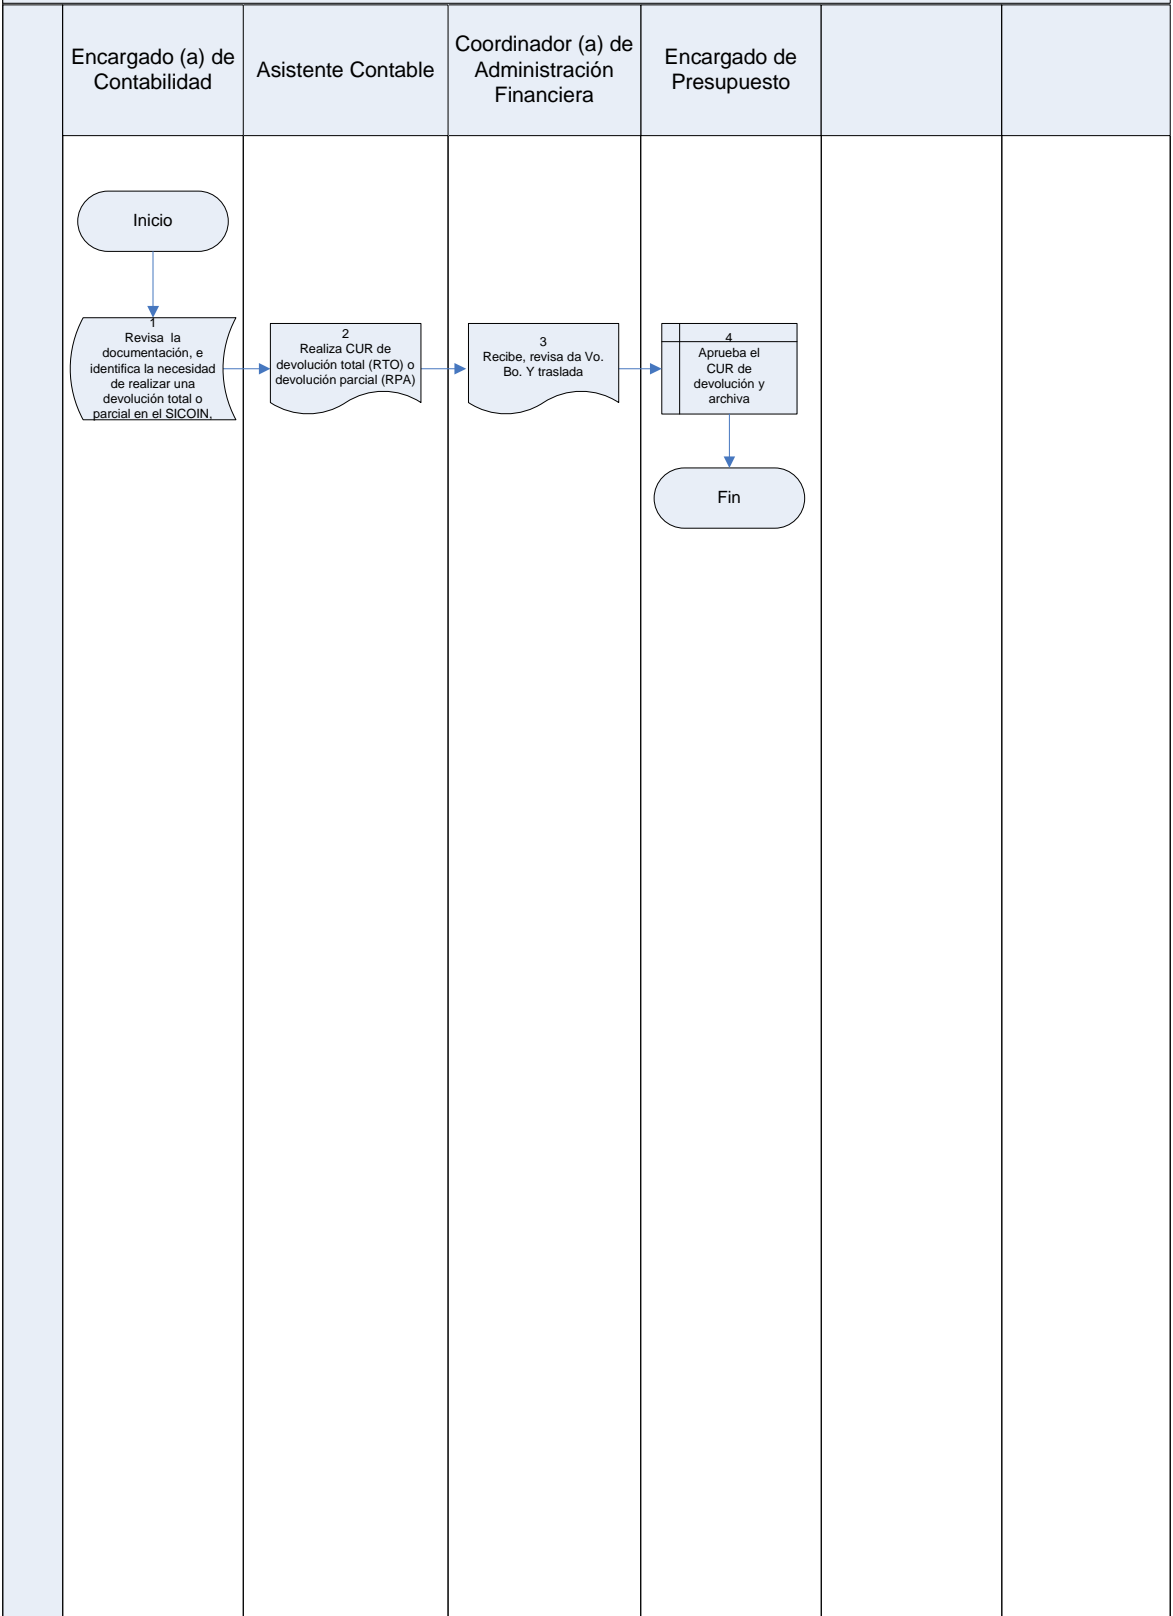 Encargado (a) de
Contabilidad
Asistente Contable
Coordinador (a) de
Administración
Financiera
Encargado de
Presupuesto
Inicio
1
Revisa la
documentación, e
identifica la necesidad
de realizar una
devolución total o
parcial en el SICOIN,
2
Realiza CUR de
devolución total (RTO) o
devolución parcial (RPA)
3
Recibe, revisa da Vo.
Bo. Y traslada
4
Aprueba el
CUR de
devolución y
archiva
Fin